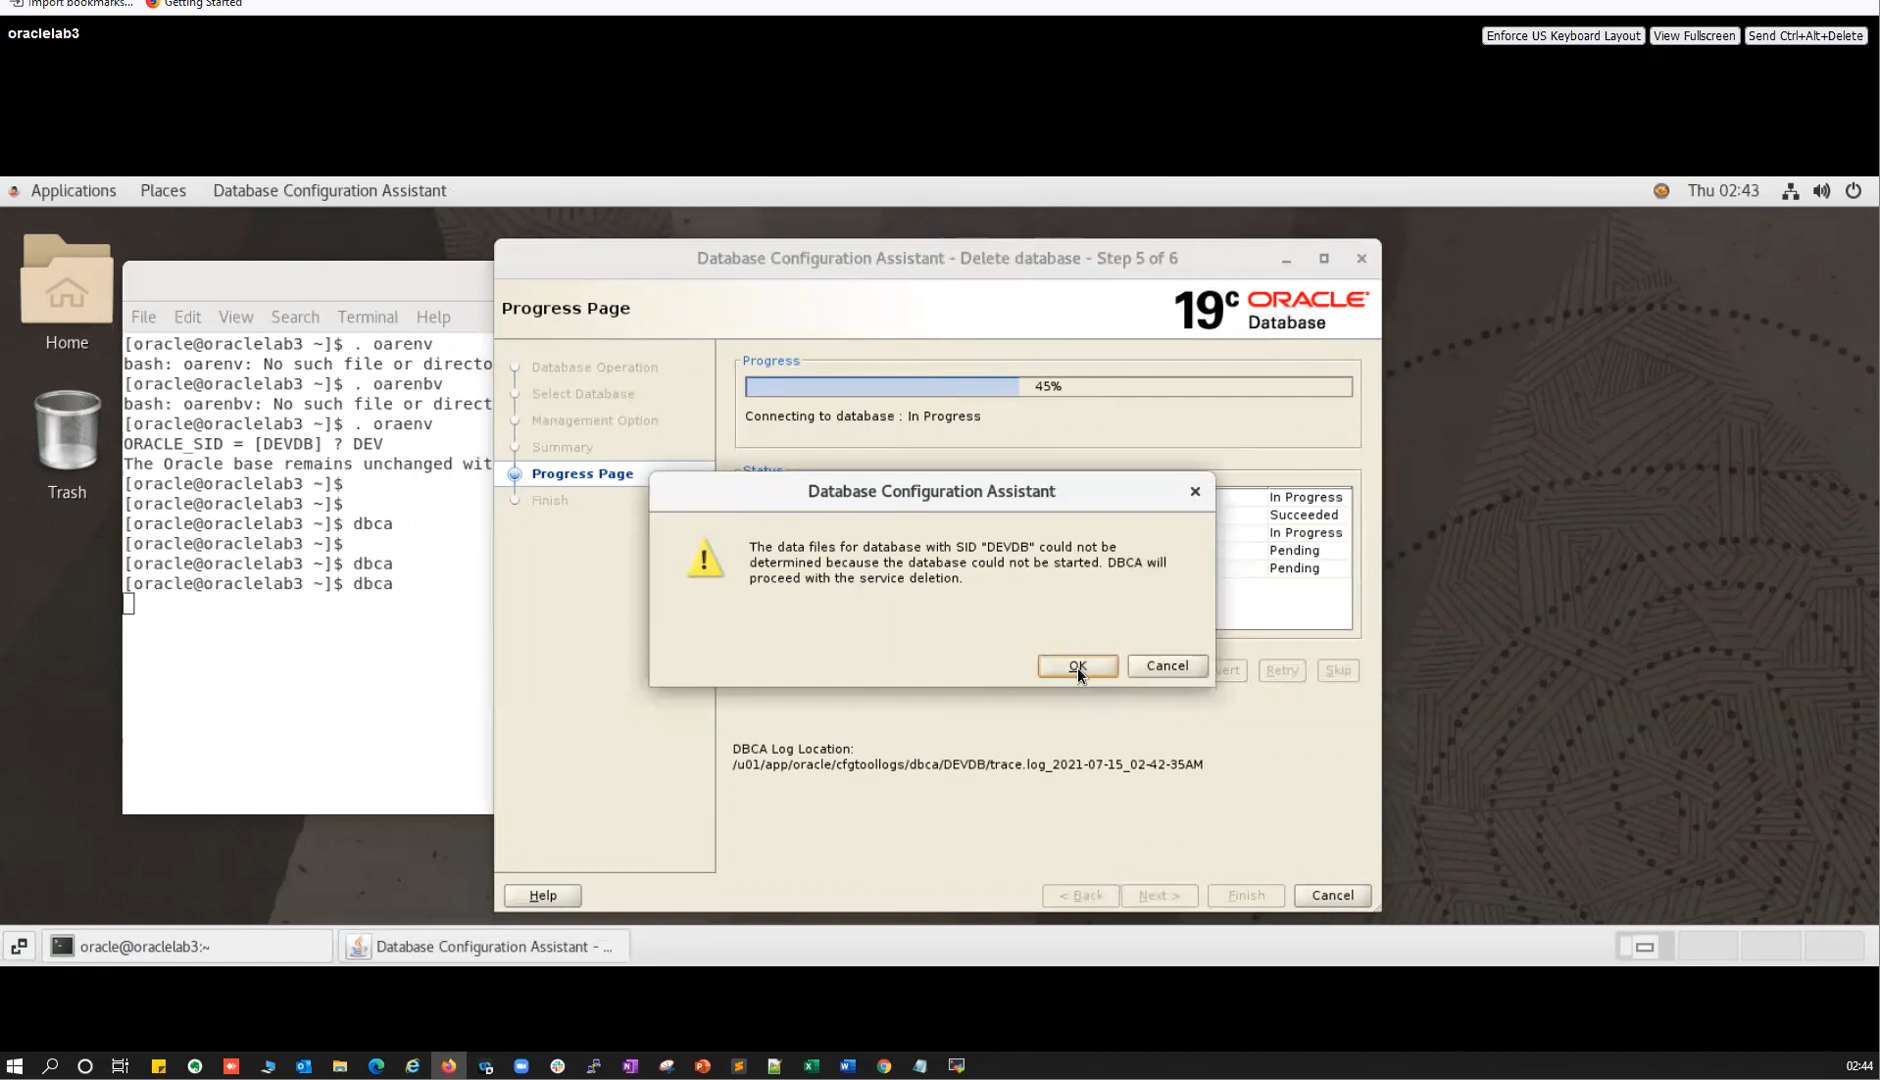 Import bookmarks...
Getting Started
oraclelab3
Enforce US Keyboard Layout
View Fullscreen
Send Ctrl+Alt+Delete
Applications
Places
Database Configuration Assistant
Thu 02:43
Home
Trash
File Edit View Search Terminal Help
[oracle@oraclelab3 ~]$ . oarenv
bash: oarenv: No such file or directo
[oracle@oraclelab3 ~]$ . oarenbv
bash: oarenbv: No such file or direct
[oracle@oraclelab3 ~]$ . oraenv
ORACLE_SID = [DEVDB] ? DEV
The Oracle base remains unchanged wit
[oracle@oraclelab3 ~]$
[oracle@oraclelab3 ~]$
[oracle@oraclelab3 ~]$ dbca
[oracle@oraclelab3 ~]$
[oracle@oraclelab3 ~]$ dbca
[oracle@oraclelab3 ~]$ dbca
Database Configuration Assistant - Delete database - Step 5 of 6
Progress Page
19c ORACLE
Database
Database Operation
Select Database
Management Option
Summary
Progress Page
Finish
Progress
45%
Connecting to database : In Progress
Status
In Progress
Succeeded
In Progress
Pending
Pending
Database Configuration Assistant
The data files for database with SID "DEVDB" could not be
determined because the database could not be started. DBCA will
proceed with the service deletion.
OK
Cancel
vert
Retry
Skip
DBCA Log Location:
/u01/app/oracle/cfgtoollogs/dbca/DEVDB/trace.log_2021-07-15_02-42-35AM
Help
< Back
Next >
Finish
Cancel
oracle@oraclelab3:~
Database Configuration Assistant - ...
02:44